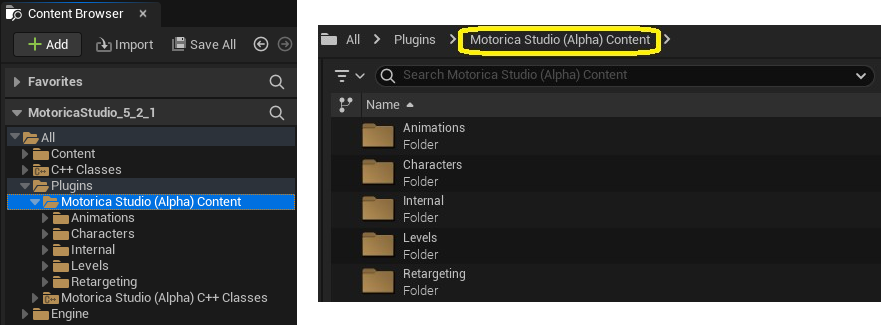 Content Browser
Add Import Save All
Favorites
MotoricaStudio_5_2_1
All
Content
C++ Classes
Plugins
Motorica Studio (Alpha) Content
Animations
Characters
Internal
Levels
Retargeting
Motorica Studio (Alpha) C++ Classes
Engine
All Plugins Motorica Studio (Alpha) Content
Search Motorica Studio (Alpha) Content
Name
Animations
Folder
Characters
Folder
Internal
Folder
Levels
Folder
Retargeting
Folder